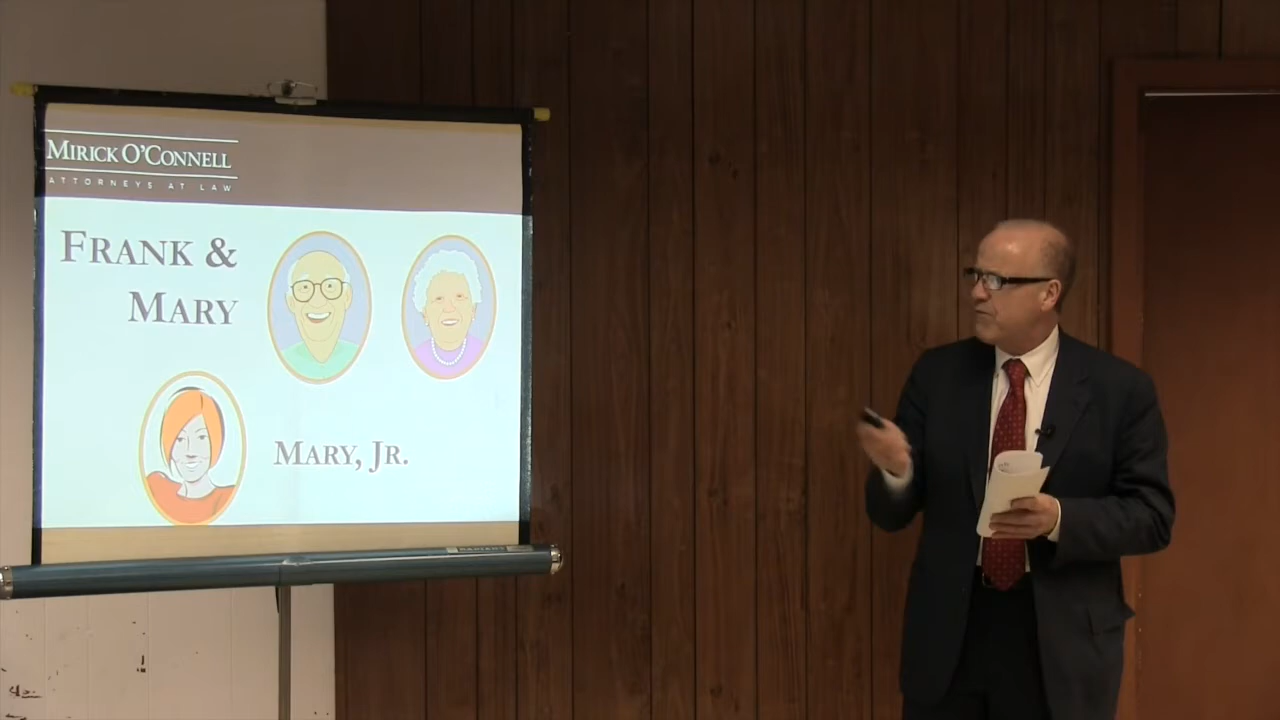 MIRICK O'CONNELL
ATTORNEYS AT LAW
FRANK &
MARY
MARY, JR.